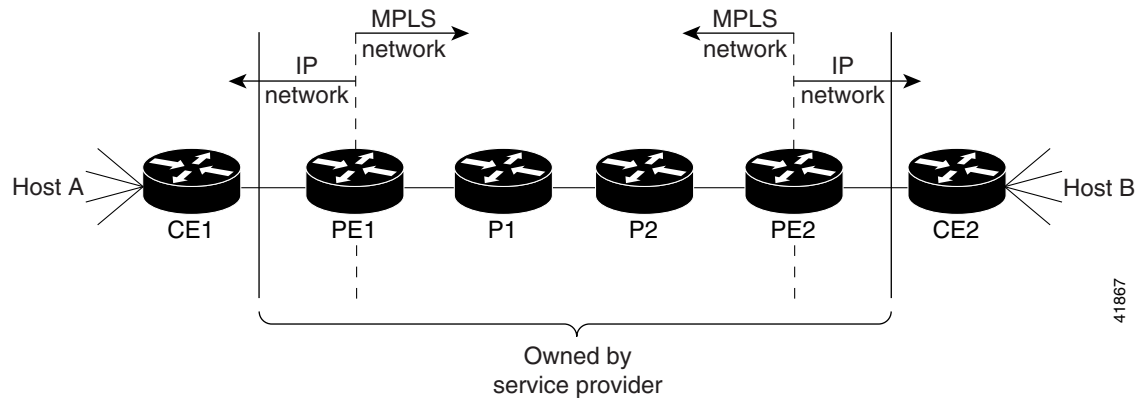 MPLS
network
MPLS
network
IP
network
IP
network
Host A
Host B
CE1
PE1
P1
P2
PE2
CE2
Owned by
service provider
41867